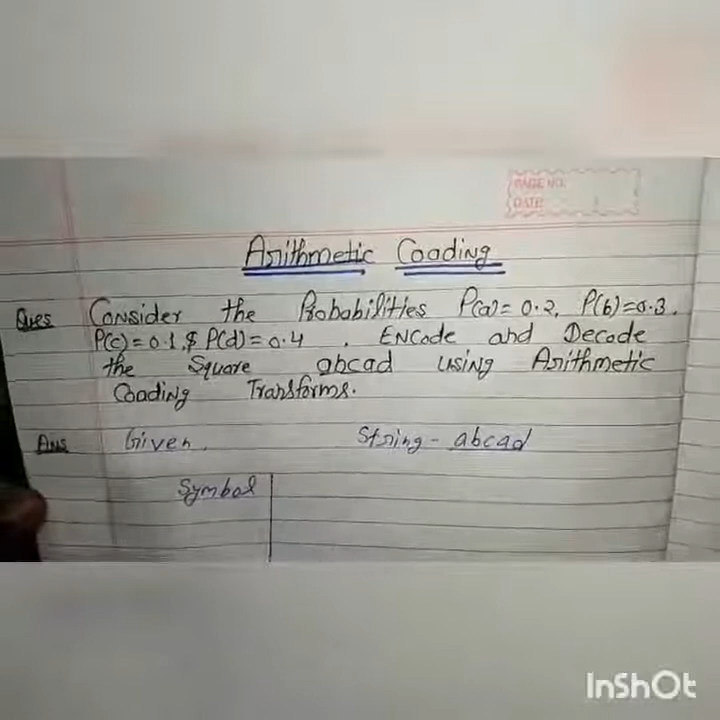 PAGE NO.
DATE
Arithmetic Coading
Ques Consider the Probabilities P(a)= 0.2, P(b)=0.3,
P(c)=0.1, & P(d)=0.4 . ENcode and Decode
the Square abcad using Arithmetic
Coading Transforms.
Ans Given, String - abcad
Symbol
InShOt